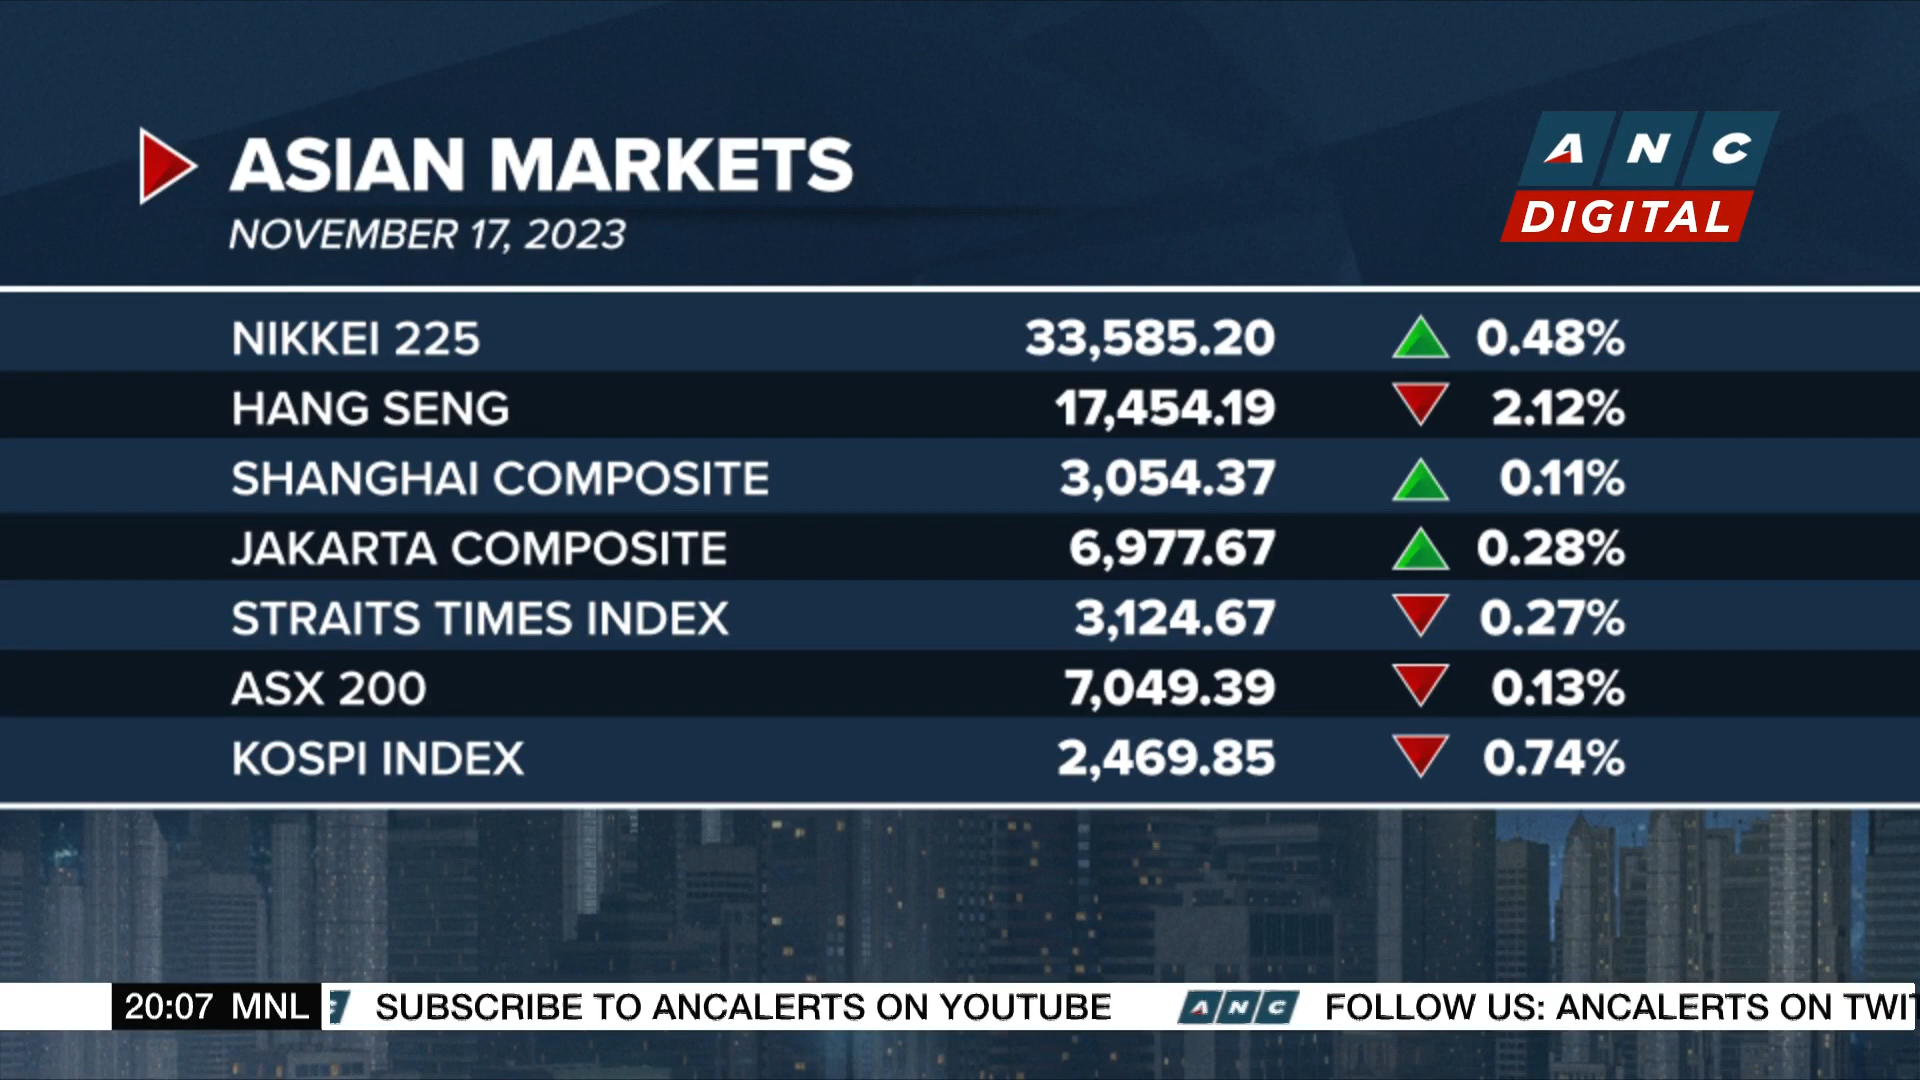 ASIAN MARKETS
NOVEMBER 17, 2023
ANC
DIGITAL
NIKKEI 225 33,585.20 0.48%
HANG SENG 17,454.19 2.12%
SHANGHAI COMPOSITE 3,054.37 0.11%
JAKARTA COMPOSITE 6,977.67 0.28%
STRAITS TIMES INDEX 3,124.67 0.27%
ASX 200 7,049.39 0.13%
KOSPI INDEX 2,469.85 0.74%
20:07 MNL SUBSCRIBE TO ANCALERTS ON YOUTUBE ANC FOLLOW US: ANCALERTS ON TWI